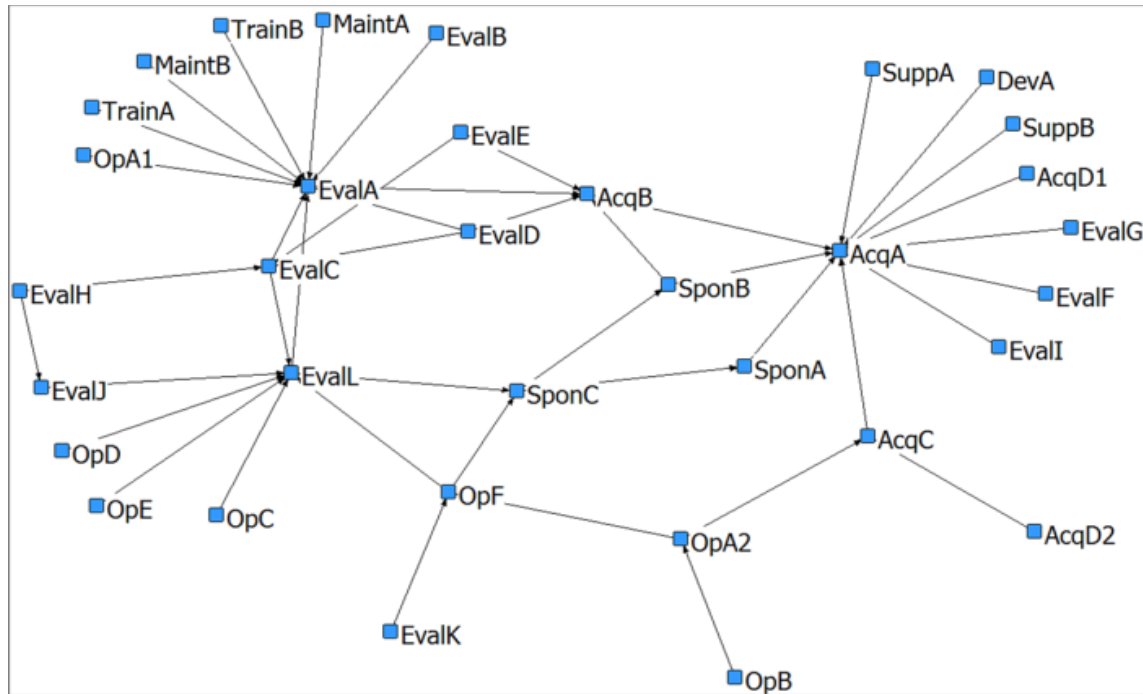 TrainB
MaintA
EvalB
MaintB
SuppA
DevA
TrainA
SuppB
EvalE
OpA1
AcqD1
EvalA
AcqB
EvalG
EvalD
AcqA
EvalC
EvalH
SponB
EvalF
EvalI
EvalJ
EvalL
SponC
SponA
OpD
AcqC
OpE
OpC
OpF
OpA2
AcqD2
EvalK
OpB